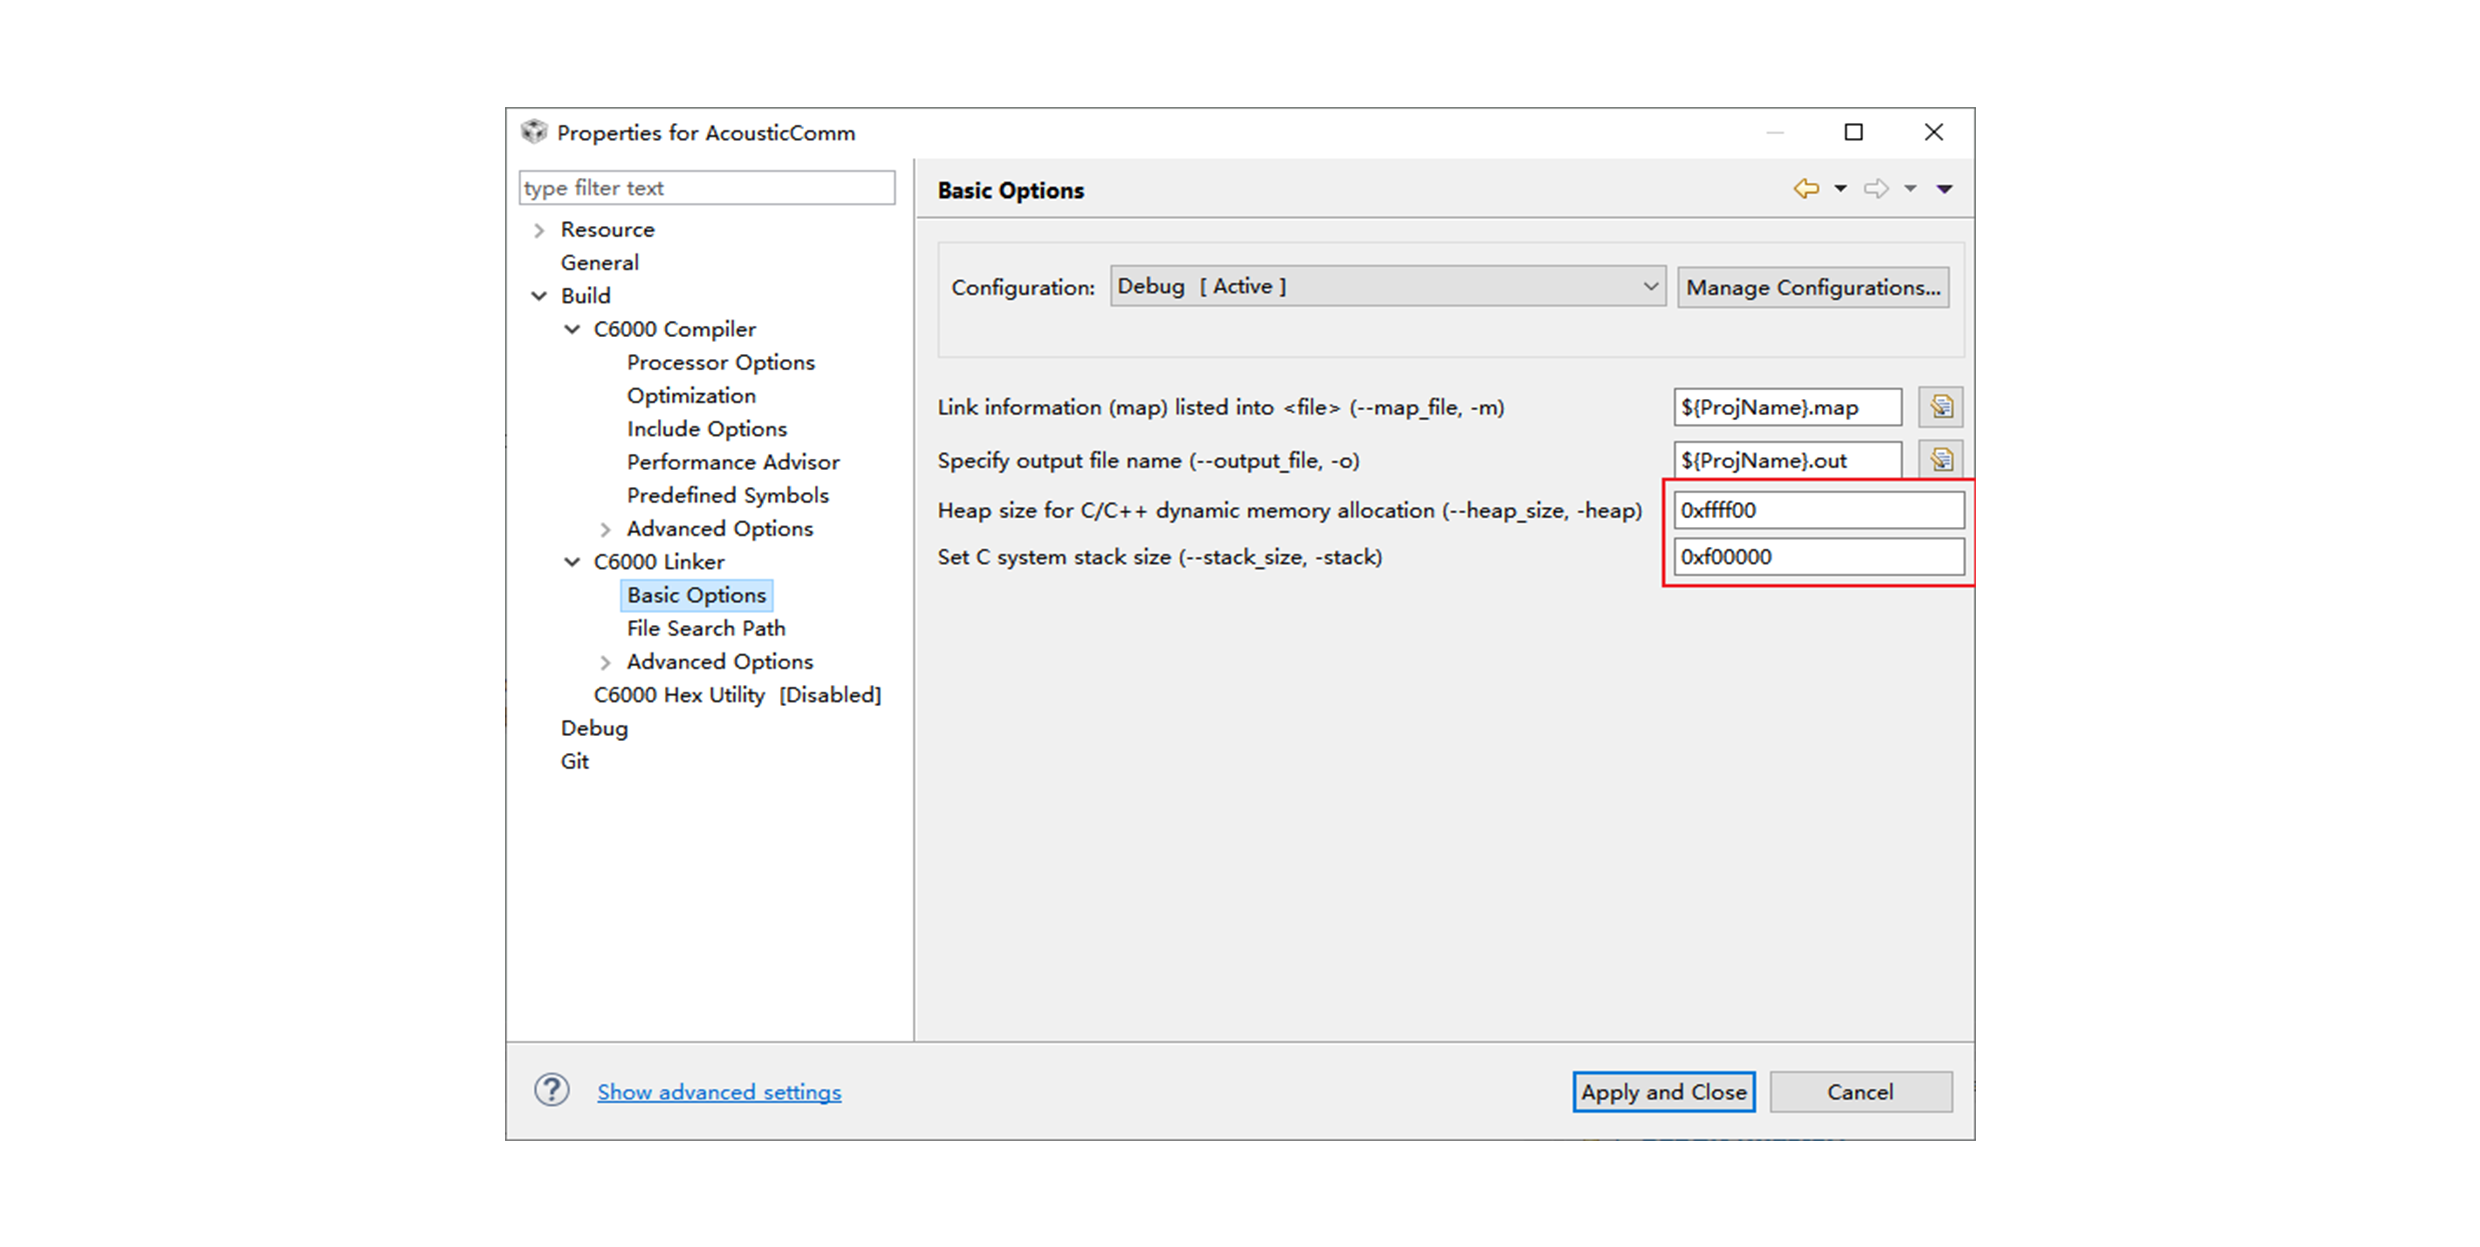 Properties for AcousticComm
type filter text
Resource
General
Build
C6000 Compiler
Processor Options
Optimization
Include Options
Performance Advisor
Predefined Symbols
Advanced Options
C6000 Linker
Basic Options
File Search Path
Advanced Options
C6000 Hex Utility [Disabled]
Debug
Git
Basic Options
Configuration: Debug [ Active ] Manage Configurations...
Link information (map) listed into <file> (--map_file, -m) ${ProjName}.map
Specify output file name (--output_file, -o) ${ProjName}.out
Heap size for C/C++ dynamic memory allocation (--heap_size, -heap) 0xffff00
Set C system stack size (--stack_size, -stack) 0xf00000
? Show advanced settings
Apply and Close Cancel